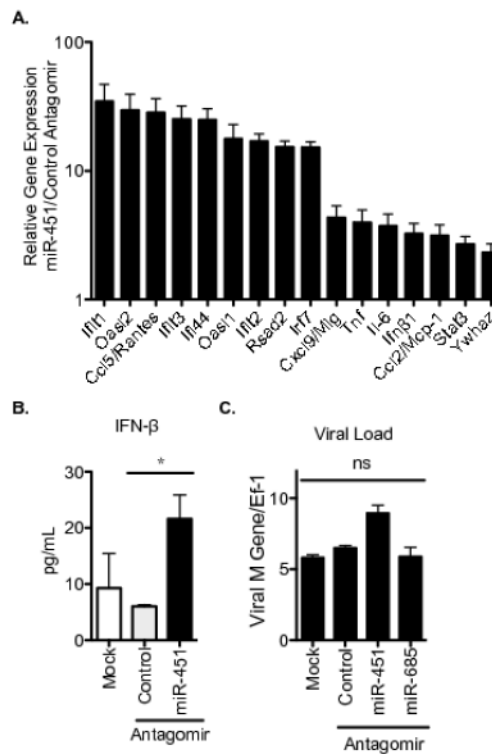 A.
Relative Gene Expression
miR-451/Control Antagomir
100
10
1
Ifit1
Oasl2
Ccl5/Rantes
Ifit3
Ifi44
Oasl1
Ifit2
Rsad2
Irf7
Cxcl9/Mig
Tnf
Il-6
Ifnβ1
Ccl2/Mcp-1
Stat3
Ywhaz
B.
IFN-β
*
pg/mL
30
20
10
0
Mock
Control
miR-451
Antagomir
C.
Viral Load
ns
Viral M Gene/Ef-1
10
5
0
Mock
Control
miR-451
miR-685
Antagomir